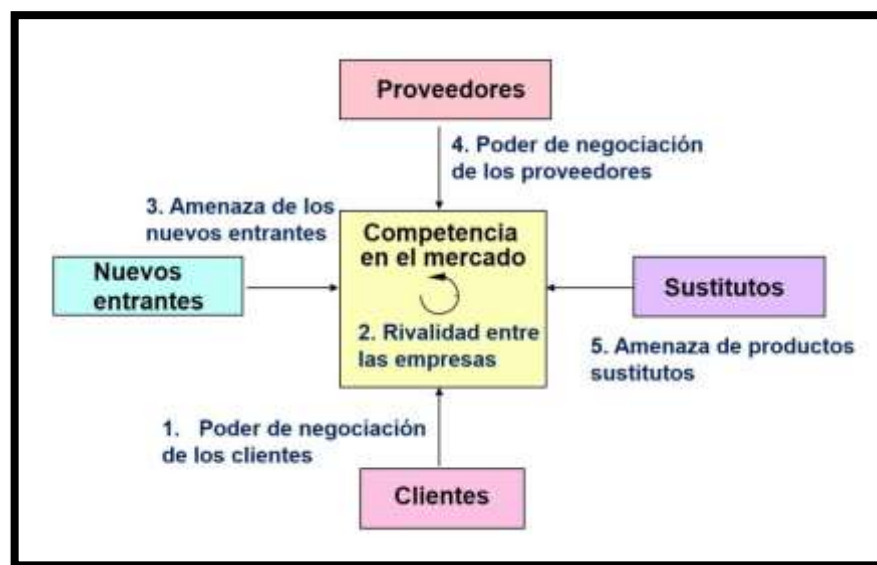 Proveedores
4. Poder de negociación
de los proveedores
3. Amenaza de los
nuevos entrantes
Competencia
en el mercado
Nuevos
entrantes
Sustitutos
2. Rivalidad entre
las empresas
5. Amenaza de productos
sustitutos
1. Poder de negociación
de los clientes
Clientes